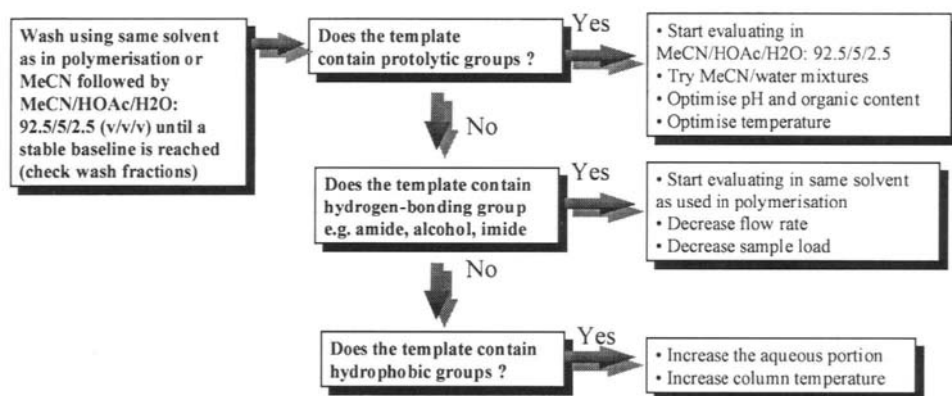 Wash using same solvent
as in polymerisation or
MeCN followed by
MeCN/HOAc/H2O:
92.5/5/2.5 (v/v/v) until a
stable baseline is reached
(check wash fractions)
Does the template
contain protolytic groups ?
Yes
• Start evaluating in
MeCN/HOAc/H2O: 92.5/5/2.5
• Try MeCN/water mixtures
• Optimise pH and organic content
• Optimise temperature
No
Does the template contain
hydrogen-bonding group
e.g. amide, alcohol, imide
Yes
• Start evaluating in same solvent
as used in polymerisation
• Decrease flow rate
• Decrease sample load
No
Does the template contain
hydrophobic groups ?
Yes
• Increase the aqueous portion
• Increase column temperature